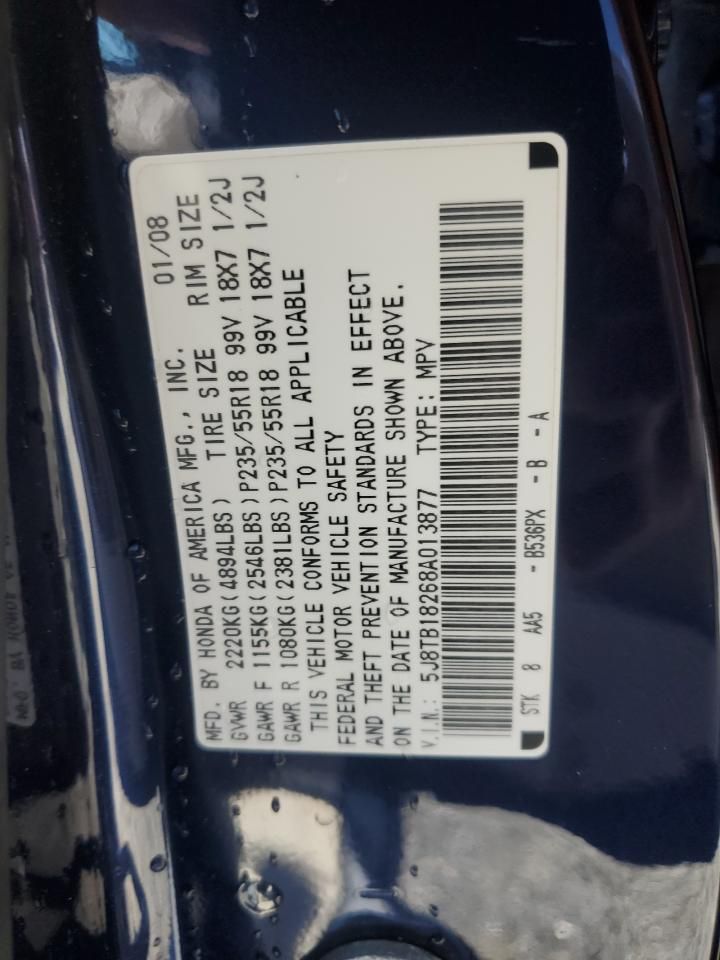 MFD. BY HONDA OF AMERICA MFG., INC. 01/08
GVWR 2220KG(4894LBS) TIRE SIZE RIM SIZE
GAWR F 1155KG(2546LBS)P235/55R18 99V 18X7 1/2J
GAWR R 1080KG(2381LBS)P235/55R18 99V 18X7 1/2J
THIS VEHICLE CONFORMS TO ALL APPLICABLE
FEDERAL MOTOR VEHICLE SAFETY
AND THEFT PREVENTION STANDARDS IN EFFECT
ON THE DATE OF MANUFACTURE SHOWN ABOVE.
V.I.N.: 5J8TB18268A013877 TYPE: MPV
STK 8 AA5 - B536PX - B - A